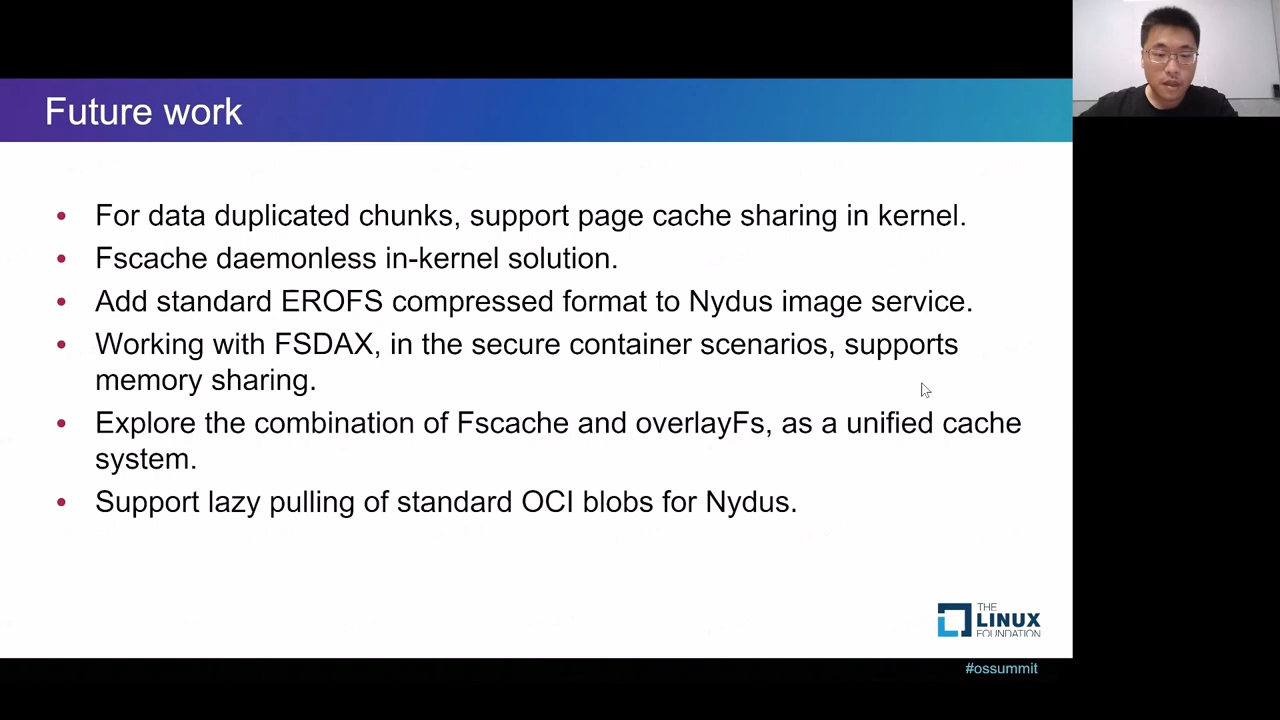 Future work
• For data duplicated chunks, support page cache sharing in kernel.
• Fscache daemonless in-kernel solution.
• Add standard EROFS compressed format to Nydus image service.
• Working with FSDAX, in the secure container scenarios, supports
memory sharing.
• Explore the combination of Fscache and overlayFs, as a unified cache
system.
• Support lazy pulling of standard OCI blobs for Nydus.
THE
LINUX
FOUNDATION
#ossummit